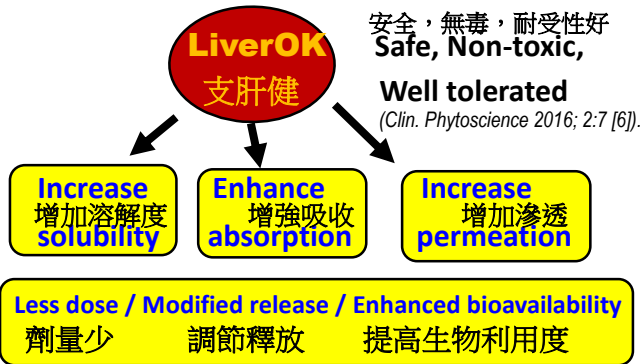 LiverOK
支肝健
安全，無毒，耐受性好
Safe, Non-toxic,
Well tolerated
(Clin. Phytoscience 2016; 2:7 [6]).
Increase
增加溶解度
solubility
Enhance
增強吸收
absorption
Increase
增加滲透
permeation
Less dose / Modified release / Enhanced bioavailability
劑量少 調節釋放 提高生物利用度